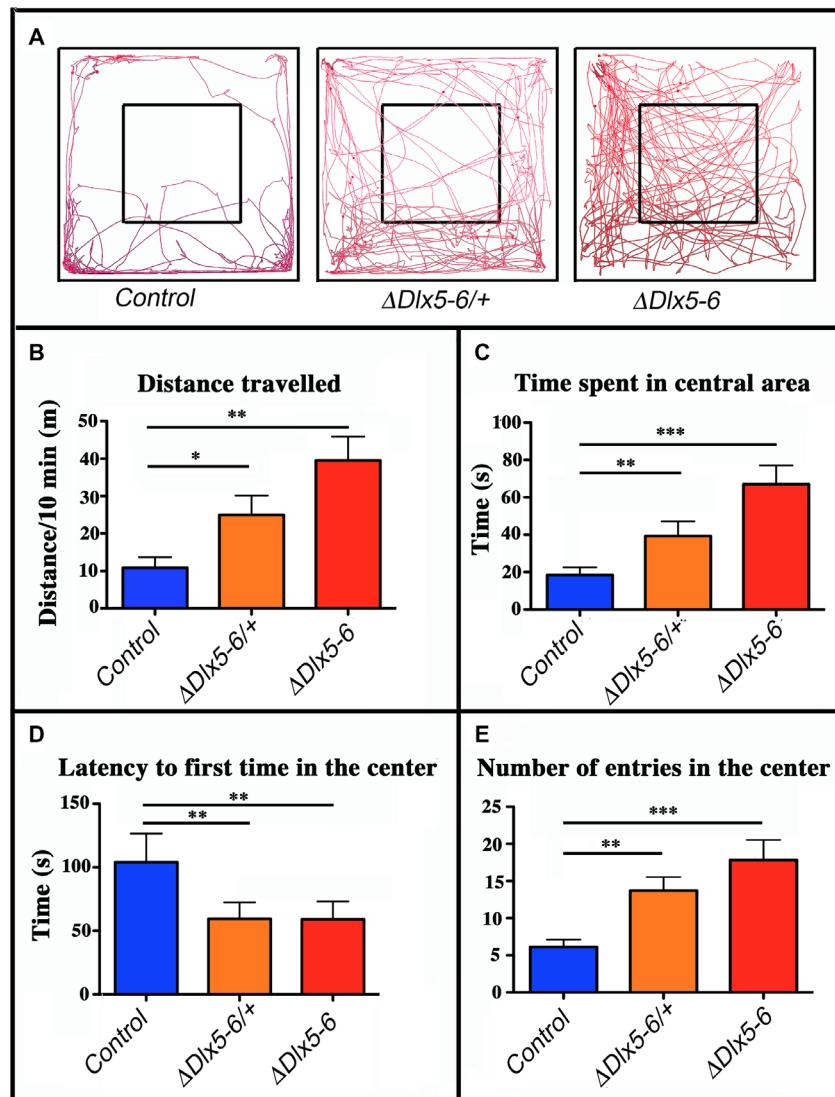 A
Control
ΔDlx5-6/+
ΔDlx5-6
B
Distance travelled
Distance/10 min (m)
50
40
30
20
10
0
**
*
Control
ΔDlx5-6/+
ΔDlx5-6
C
Time spent in central area
Time (s)
100
80
60
40
20
0
***
**
Control
ΔDlx5-6/+
ΔDlx5-6
D
Latency to first time in the center
Time (s)
150
100
50
0
**
**
Control
ΔDlx5-6/+
ΔDlx5-6
E
Number of entries in the center
25
20
15
10
5
0
***
**
Control
ΔDlx5-6/+
ΔDlx5-6